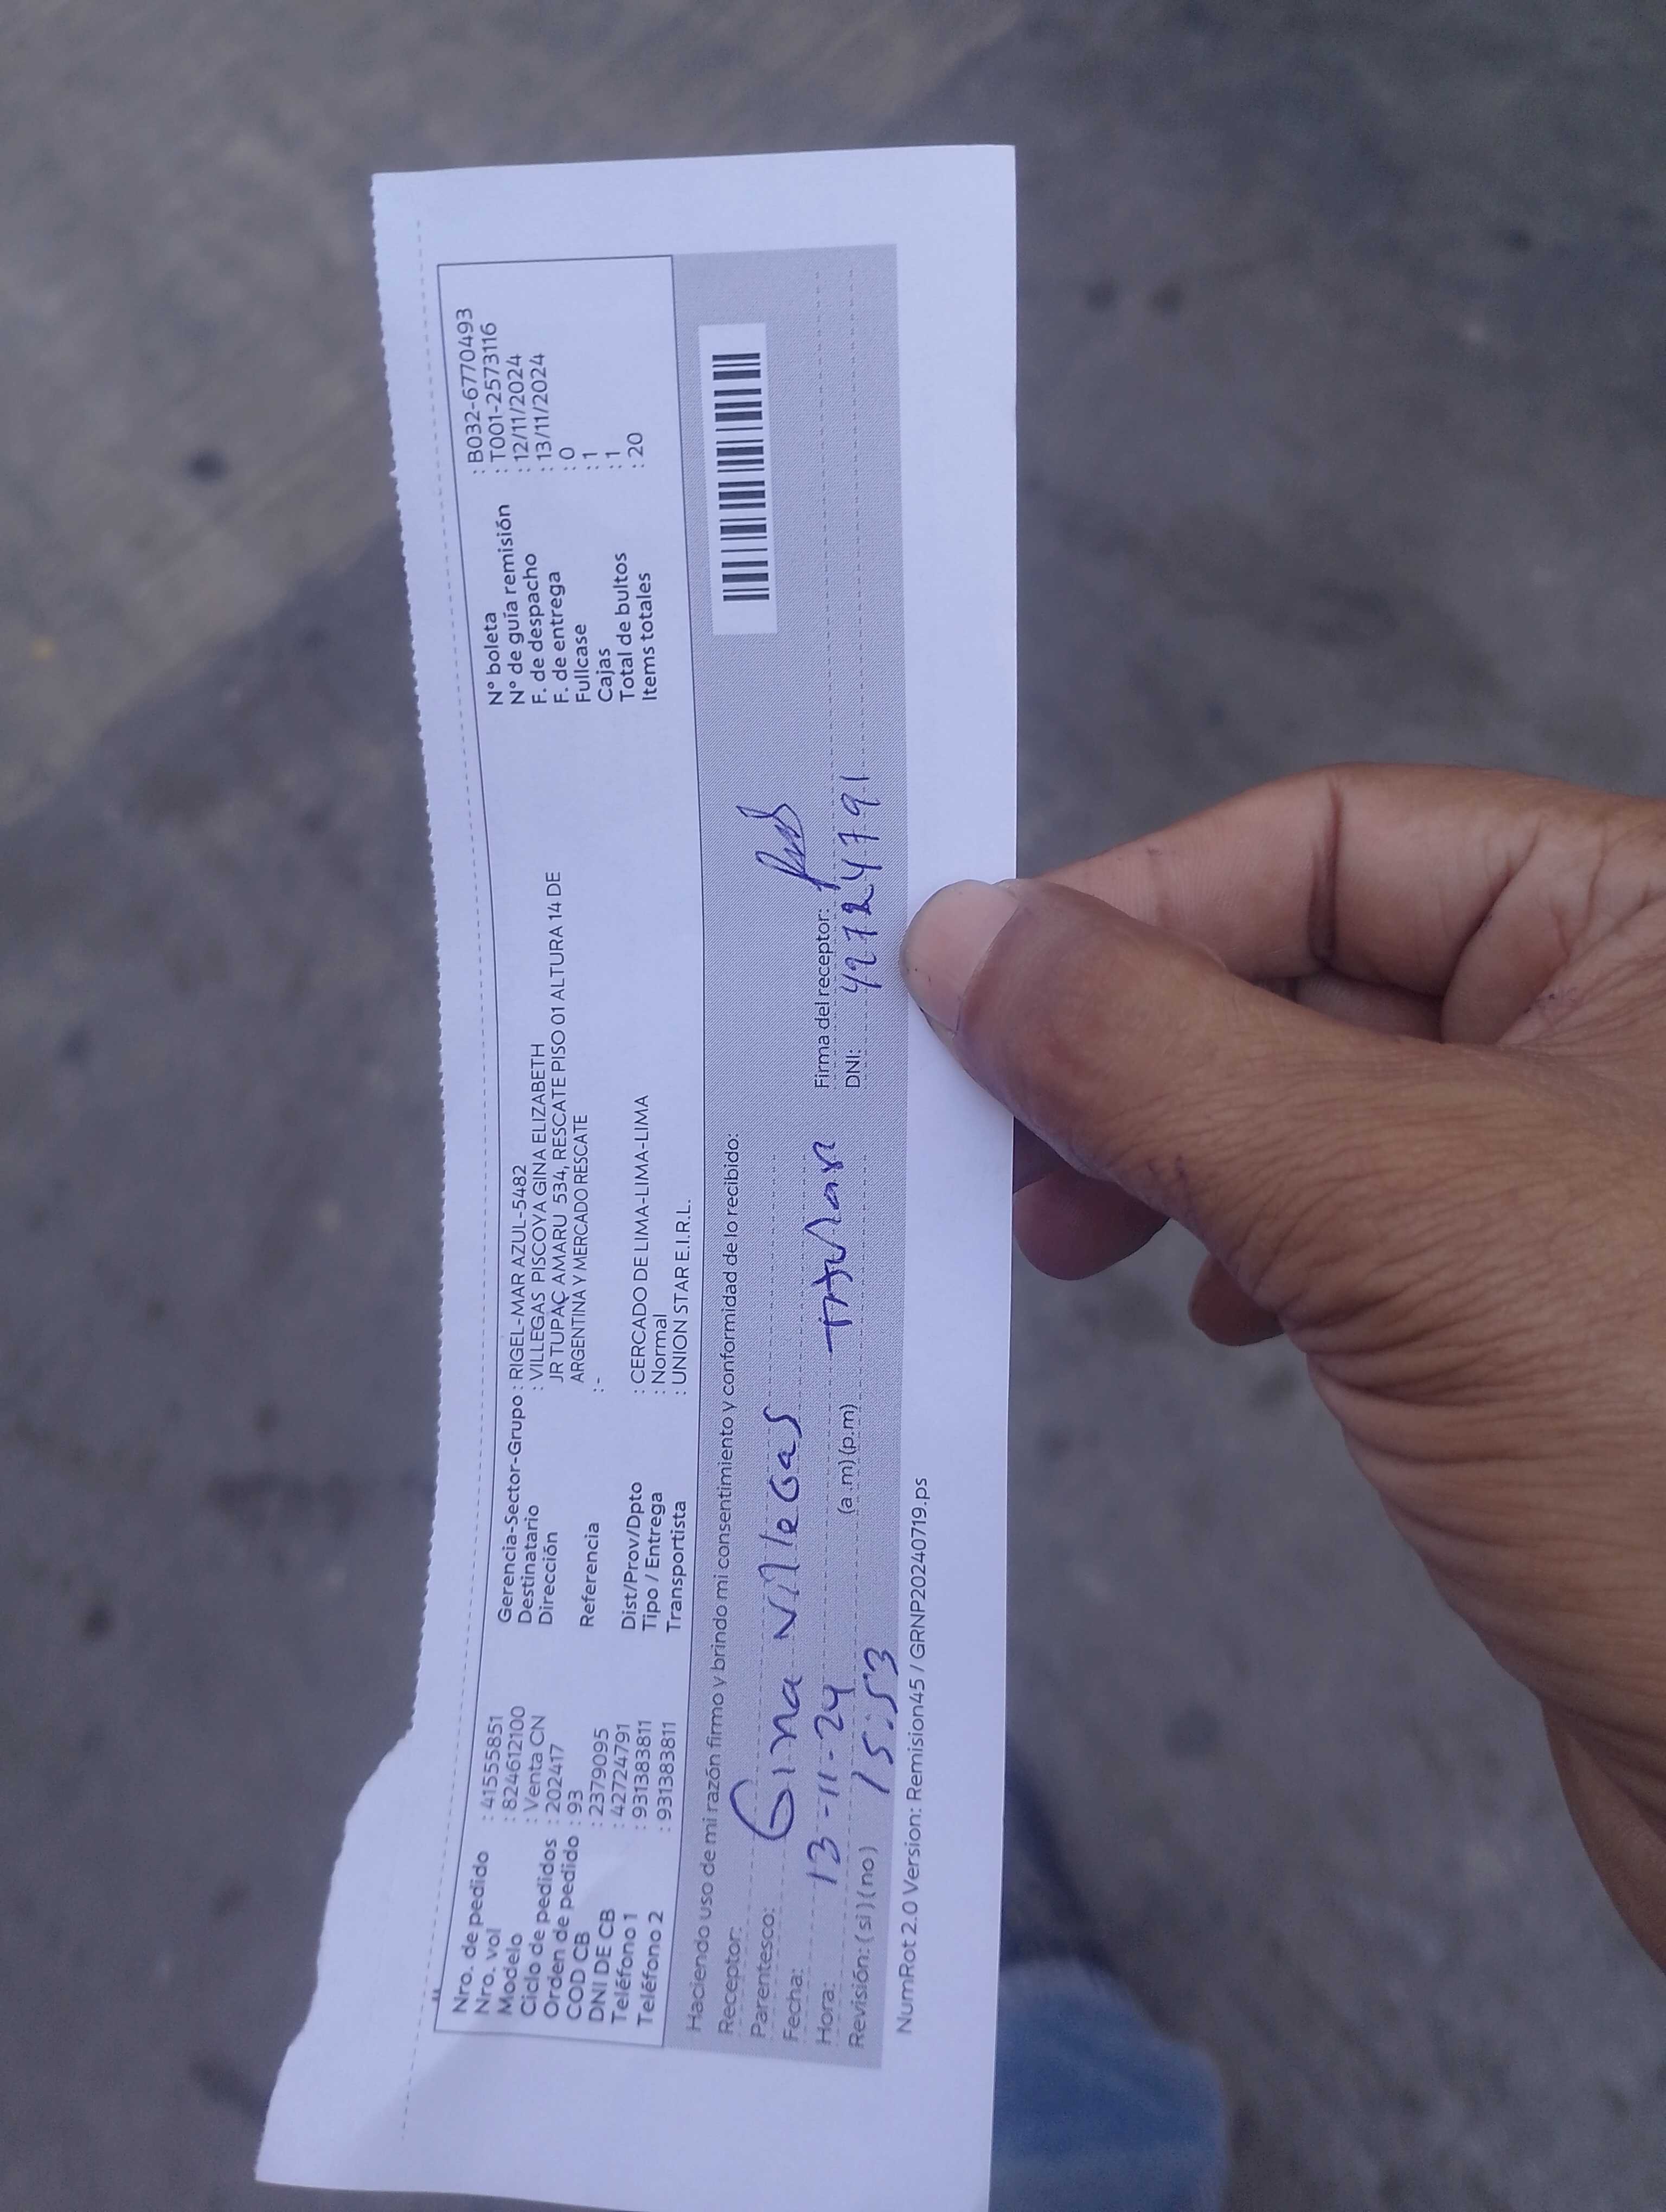 Nro. de pedido : 41555851
Nro. vol : 824612100
Modelo : Venta CN
Ciclo de pedidos : 202417
Orden de pedido : 93
COD CB : 2379095
DNI DE CB : 42724791
Teléfono 1 : 931383811
Teléfono 2 : 931383811
Gerencia-Sector-Grupo : RIGEL-MAR AZUL-5482
Destinatario : VILLEGAS PISCOYA GINA ELIZABETH
Dirección JR TUPAÇ AMARU 534, RESCATE PISO 01 ALTURA 14 DE
ARGENTINA Y MERCADO RESCATE
Referencia : -
Dist/Prov/Dpto : CERCADO DE LIMA-LIMA-LIMA
Tipo / Entrega : Normal
Transportista : UNION STAR E.I.R.L.
N° boleta : B032-6770493
N° de guía remisión : T001-2573116
F. de despacho : 12/11/2024
F. de entrega : 13/11/2024
Fullcase : 0
Cajas : 1
Total de bultos : 1
Items totales : 20
Haciendo uso de mi razón firmo y brindo mi consentimiento y conformidad de lo recibido:
Receptor:
Parentesco: Gina Villegas
Fecha: 13-11-24 titular
Hora: 15:53 (a .m) (p.m)
Revisión: ( si ) ( no )
Firma del receptor:
DNI: 42724791
NumRot 2.0 Version: Remision45 / GRNP20240719.ps